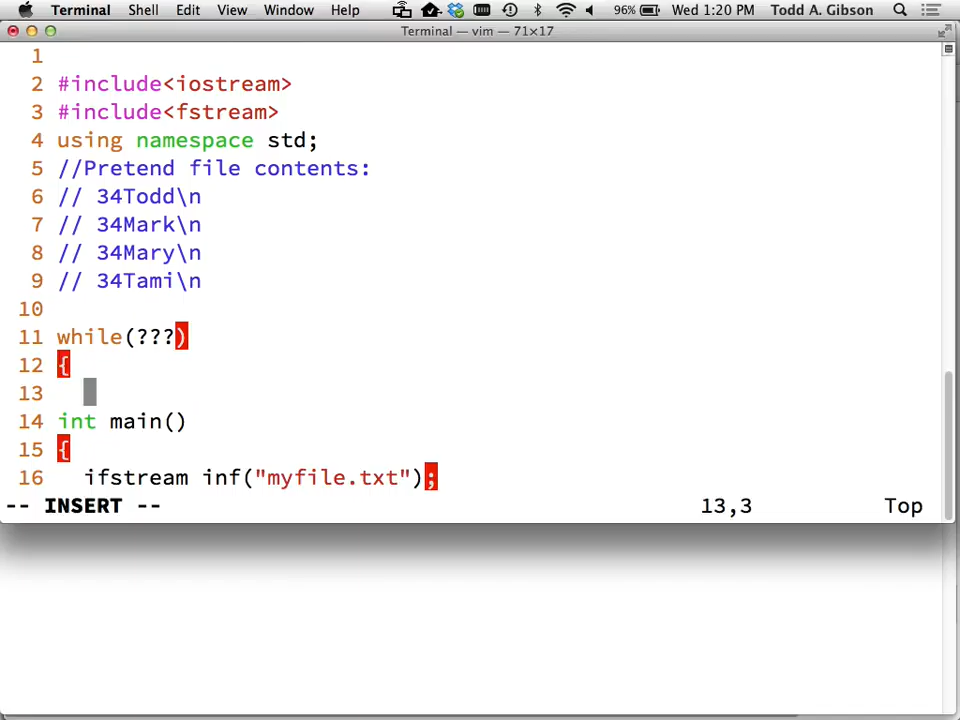 Terminal Shell Edit View Window Help 96% Wed 1:20 PM Todd A. Gibson
Terminal — vim — 71×17
1
2 #include<iostream>
3 #include<fstream>
4 using namespace std;
5 //Pretend file contents:
6 // 34Todd\n
7 // 34Mark\n
8 // 34Mary\n
9 // 34Tami\n
10
11 while(???)
12 {
13
14 int main()
15 {
16   ifstream inf("myfile.txt");
-- INSERT -- 13,3 Top